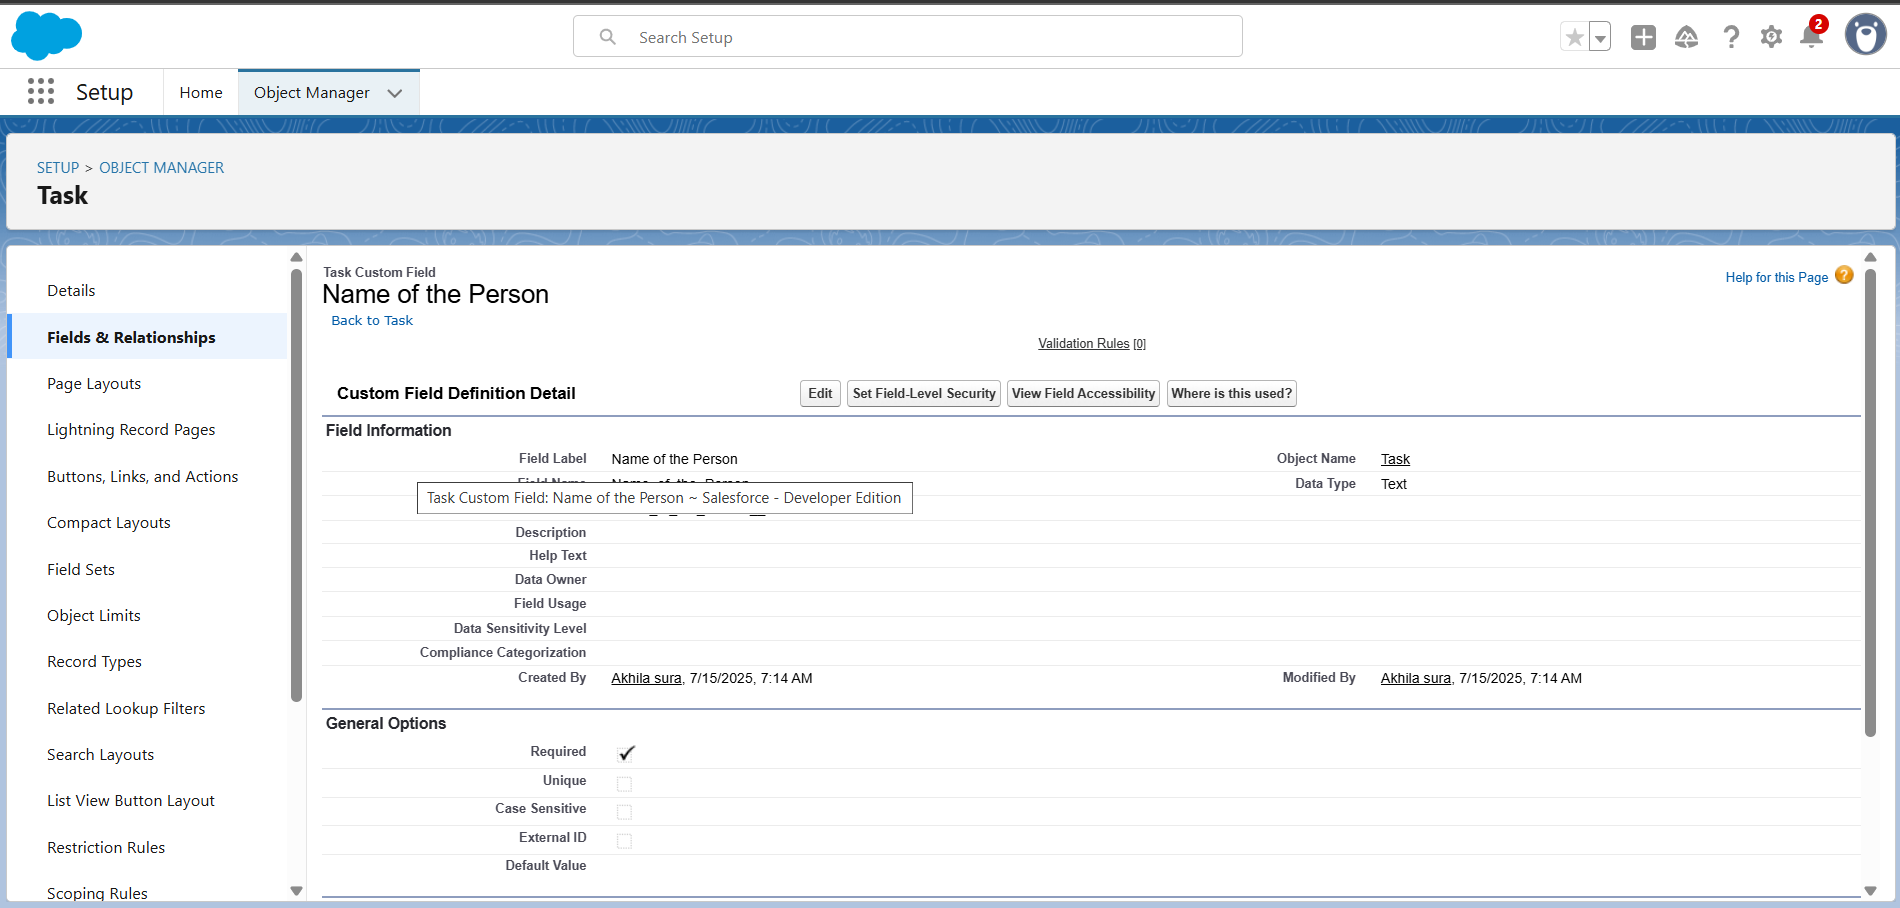 Search Setup
2
Setup
Home
Object Manager
SETUP > OBJECT MANAGER
Task
Details
Fields & Relationships
Page Layouts
Lightning Record Pages
Buttons, Links, and Actions
Compact Layouts
Field Sets
Object Limits
Record Types
Related Lookup Filters
Search Layouts
List View Button Layout
Restriction Rules
Scoping Rules
Task Custom Field
Name of the Person
Back to Task
Help for this Page ?
Validation Rules [0]
Custom Field Definition Detail
Edit
Set Field-Level Security
View Field Accessibility
Where is this used?
Field Information
Field Label Name of the Person
Object Name Task
Data Type Text
Task Custom Field: Name of the Person ~ Salesforce - Developer Edition
Description
Help Text
Data Owner
Field Usage
Data Sensitivity Level
Compliance Categorization
Created By Akhila sura, 7/15/2025, 7:14 AM
Modified By Akhila sura, 7/15/2025, 7:14 AM
General Options
Required
Unique
Case Sensitive
External ID
Default Value